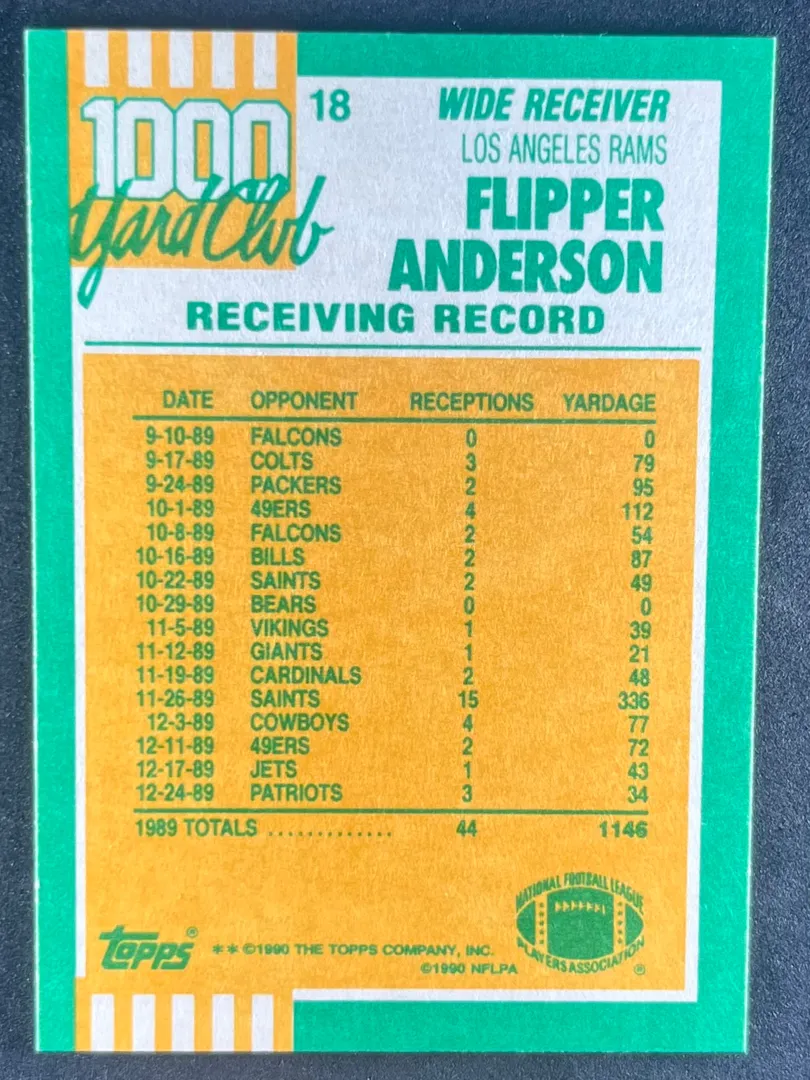 1000
Yard Club
18
WIDE RECEIVER
LOS ANGELES RAMS
FLIPPER
ANDERSON
RECEIVING RECORD
DATE OPPONENT RECEPTIONS YARDAGE
9-10-89 FALCONS 0 0
9-17-89 COLTS 3 79
9-24-89 PACKERS 2 95
10-1-89 49ERS 4 112
10-8-89 FALCONS 2 54
10-16-89 BILLS 2 87
10-22-89 SAINTS 2 49
10-29-89 BEARS 0 0
11-5-89 VIKINGS 1 39
11-12-89 GIANTS 1 21
11-19-89 CARDINALS 2 48
11-26-89 SAINTS 15 336
12-3-89 COWBOYS 4 77
12-11-89 49ERS 2 72
12-17-89 JETS 1 43
12-24-89 PATRIOTS 3 34
1989 TOTALS .............. 44 1146
NATIONAL FOOTBALL LEAGUE
PLAYERS ASSOCIATION ®
Topps® **©1990 THE TOPPS COMPANY, INC.
©1990 NFLPA